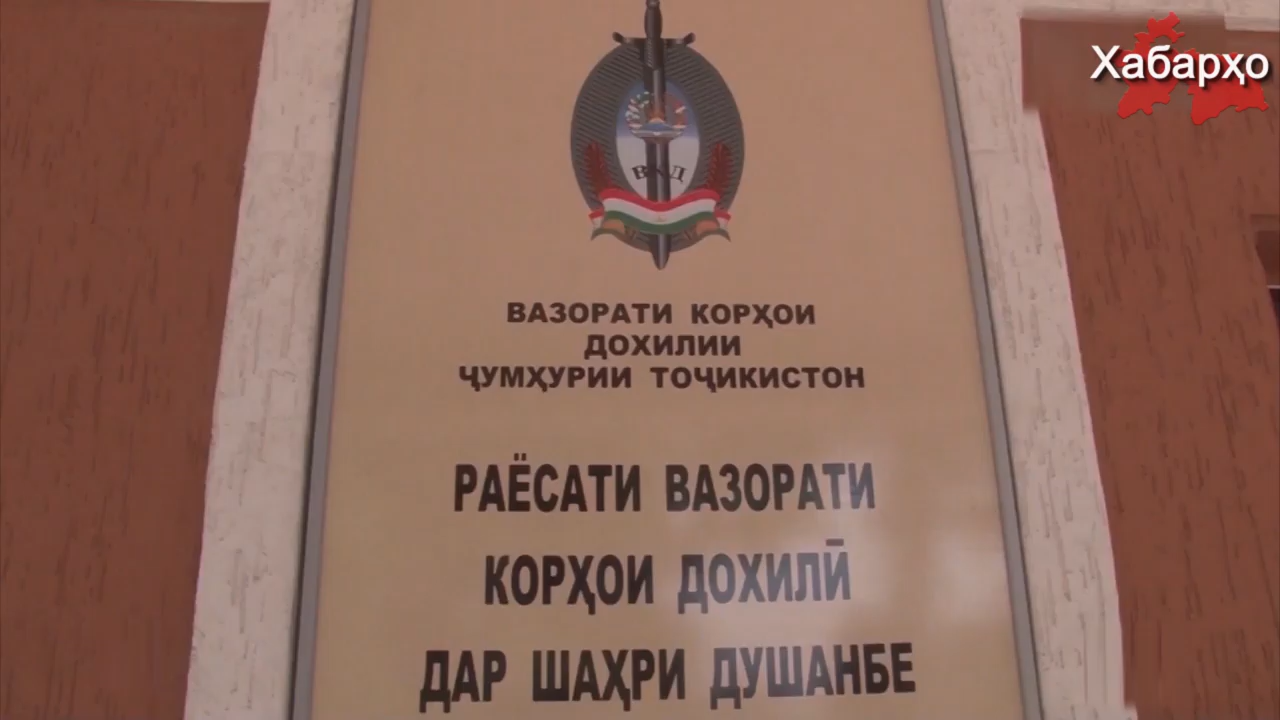 Хабарҳо
ВКД
ВАЗОРАТИ КОРҲОИ
ДОХИЛИИ
ҶУМҲУРИИ ТОҶИКИСТОН
РАЁСАТИ ВАЗОРАТИ
КОРҲОИ ДОХИЛӢ
ДАР ШАҲРИ ДУШАНБЕ